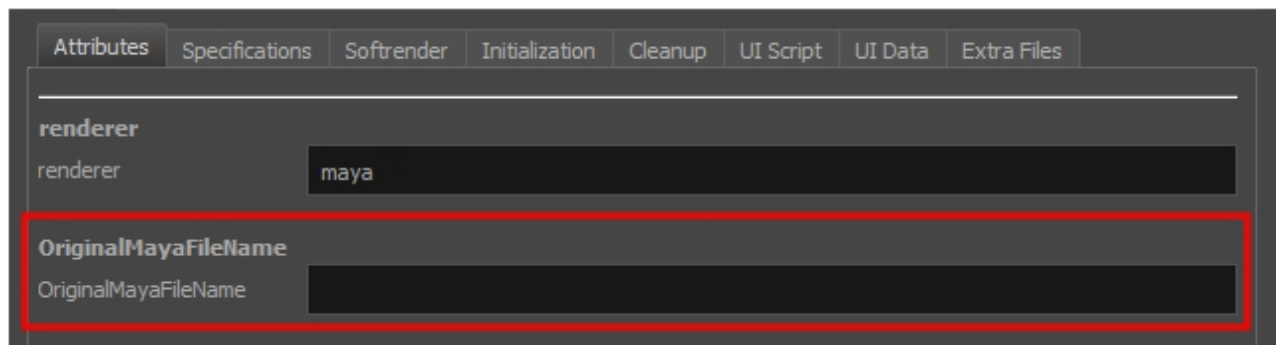 Attributes Specifications Softrender Initialization Cleanup UI Script UI Data Extra Files
renderer
renderer maya
OriginalMayaFileName
OriginalMayaFileName